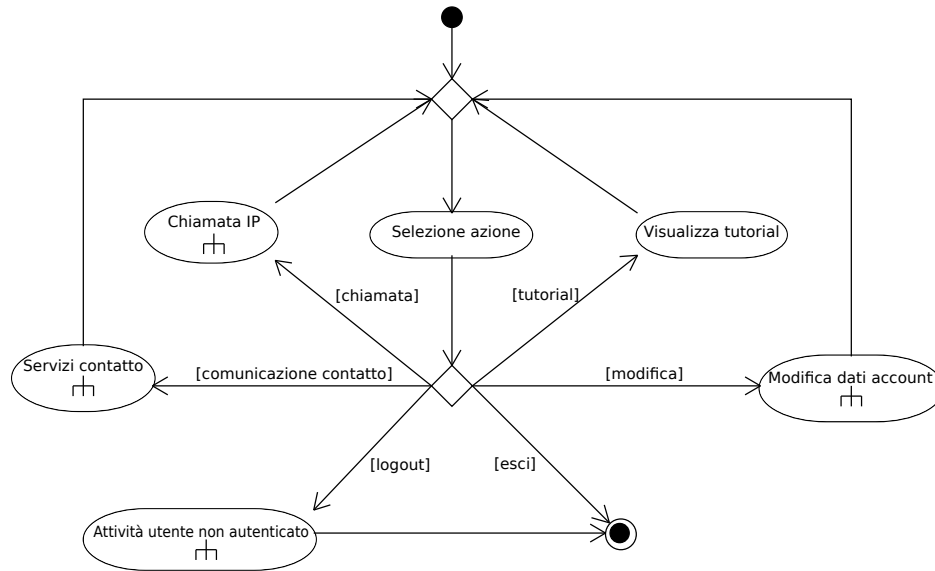 Chiamata IP
Selezione azione
Visualizza tutorial
[chiamata]
[tutorial]
Servizi contatto
[comunicazione contatto]
[modifica]
Modifica dati account
[logout]
[esci]
Attività utente non autenticato